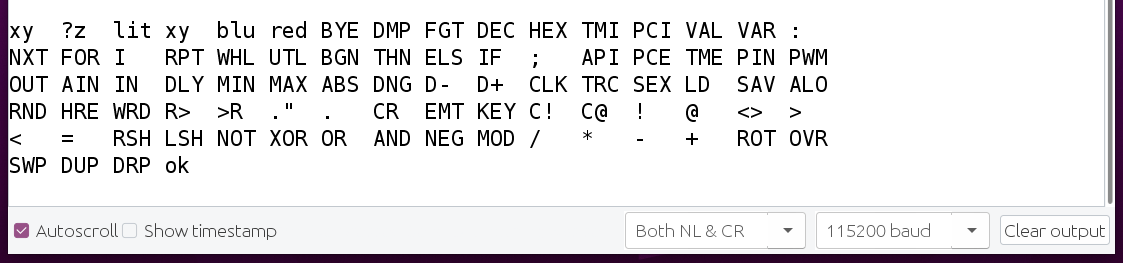 xy ?z lit xy blu red BYE DMP FGT DEC HEX TMI PCI VAL VAR :
NXT FOR I RPT WHL UTL BGN THN ELS IF ; API PCE TME PIN PWM
OUT AIN IN DLY MIN MAX ABS DNG D- D+ CLK TRC SEX LD SAV ALO
RND HRE WRD R> >R ." . CR EMT KEY C! C@ ! @ <> >
< = RSH LSH NOT XOR OR AND NEG MOD / * - + ROT OVR
SWP DUP DRP ok
Autoscroll Show timestamp Both NL & CR 115200 baud Clear output